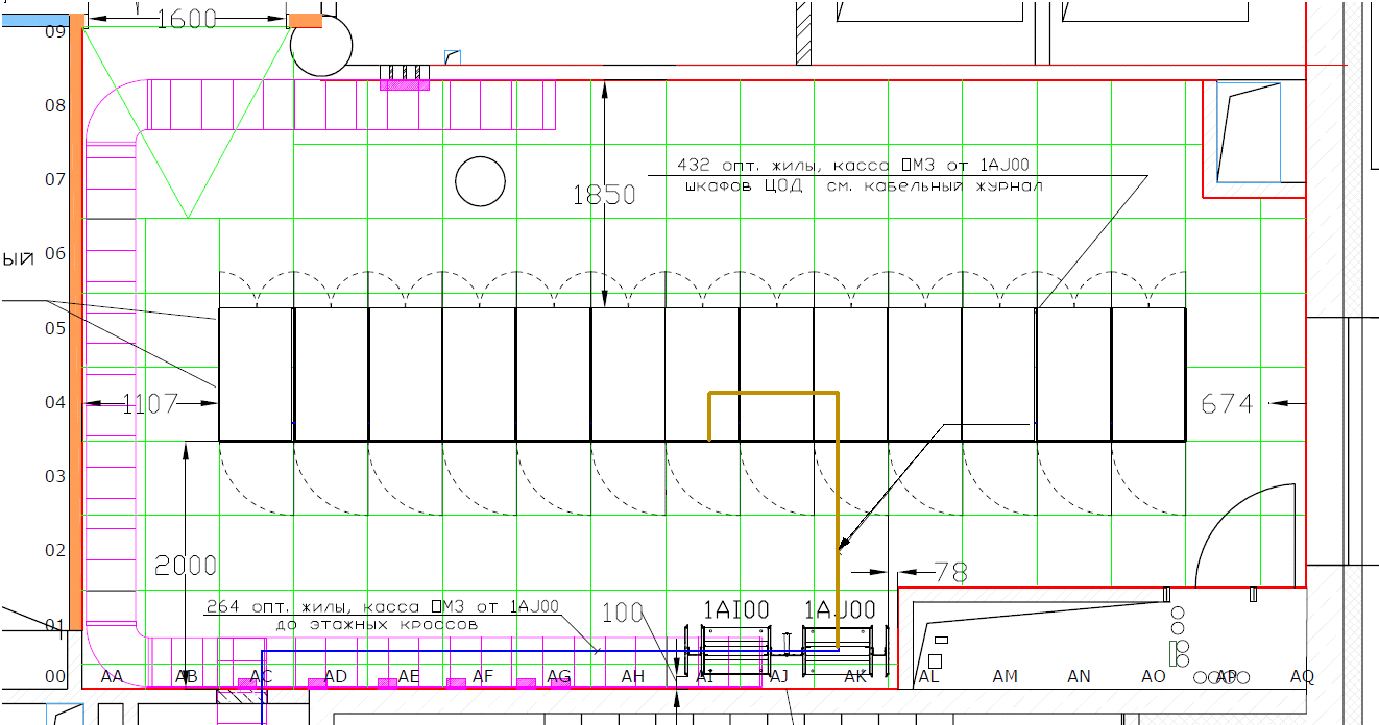 1600
09
08
432 опт. жилы, касса ОМЗ от 1AJ00
07
шкафов ЦОД см. кабельный журнал
1850
06
ый
05
04
1107
674
03
02
2000
78
264 опт. жилы, касса ОМЗ от 1AJ00
100
1AI00
1AJ00
01
до этажных кроссов
00 AA AB AC AD AE AF AG AH AI AJ AK AL AM AN AO AP AQ